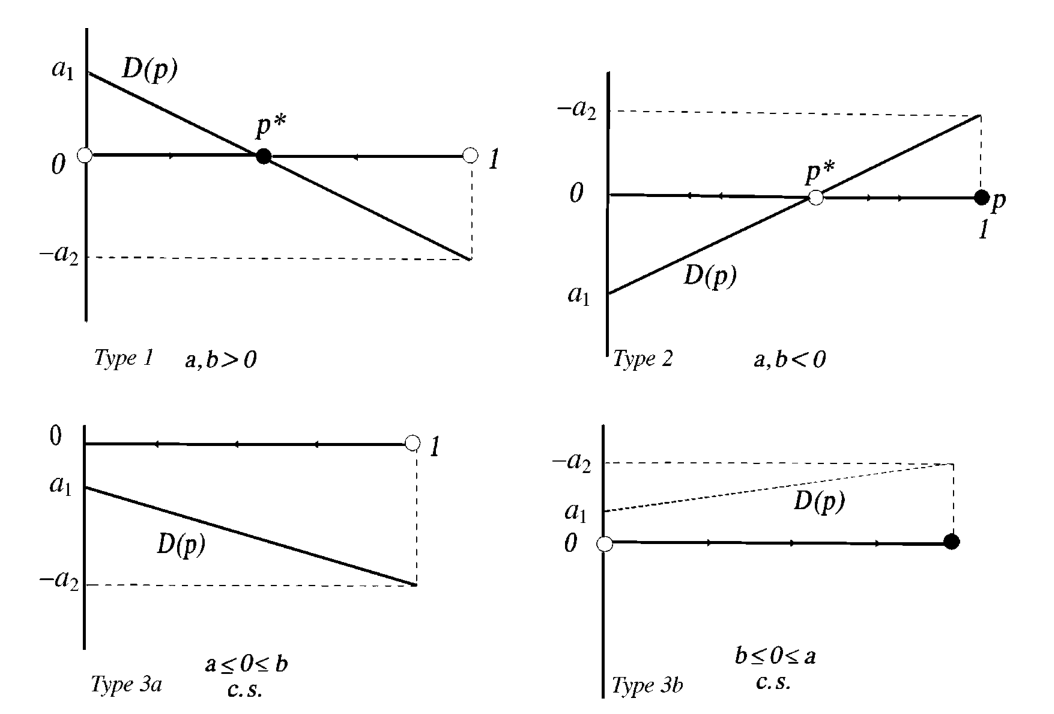 a₁ D(p)
p*
0 1
−a₂
Type 1 a, b > 0
−a₂
p*
0 p
1
a₁ D(p)
Type 2 a, b < 0
0 1
a₁
D(p)
−a₂
a ≤ 0 ≤ b
Type 3a c.s.
−a₂
a₁ D(p)
0
b ≤ 0 ≤ a
Type 3b c.s.